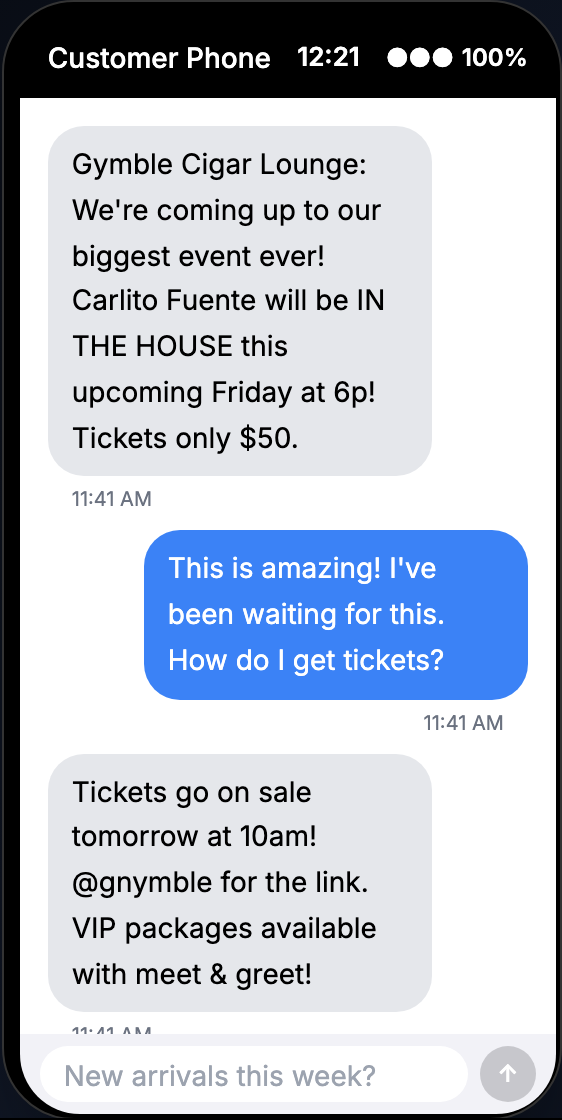 Customer Phone 12:21 100%
Gymble Cigar Lounge:
We're coming up to our
biggest event ever!
Carlito Fuente will be IN
THE HOUSE this
upcoming Friday at 6p!
Tickets only $50.
11:41 AM
This is amazing! I've
been waiting for this.
How do I get tickets?
11:41 AM
Tickets go on sale
tomorrow at 10am!
@gnymble for the link.
VIP packages available
with meet & greet!
11:41 AM
New arrivals this week?